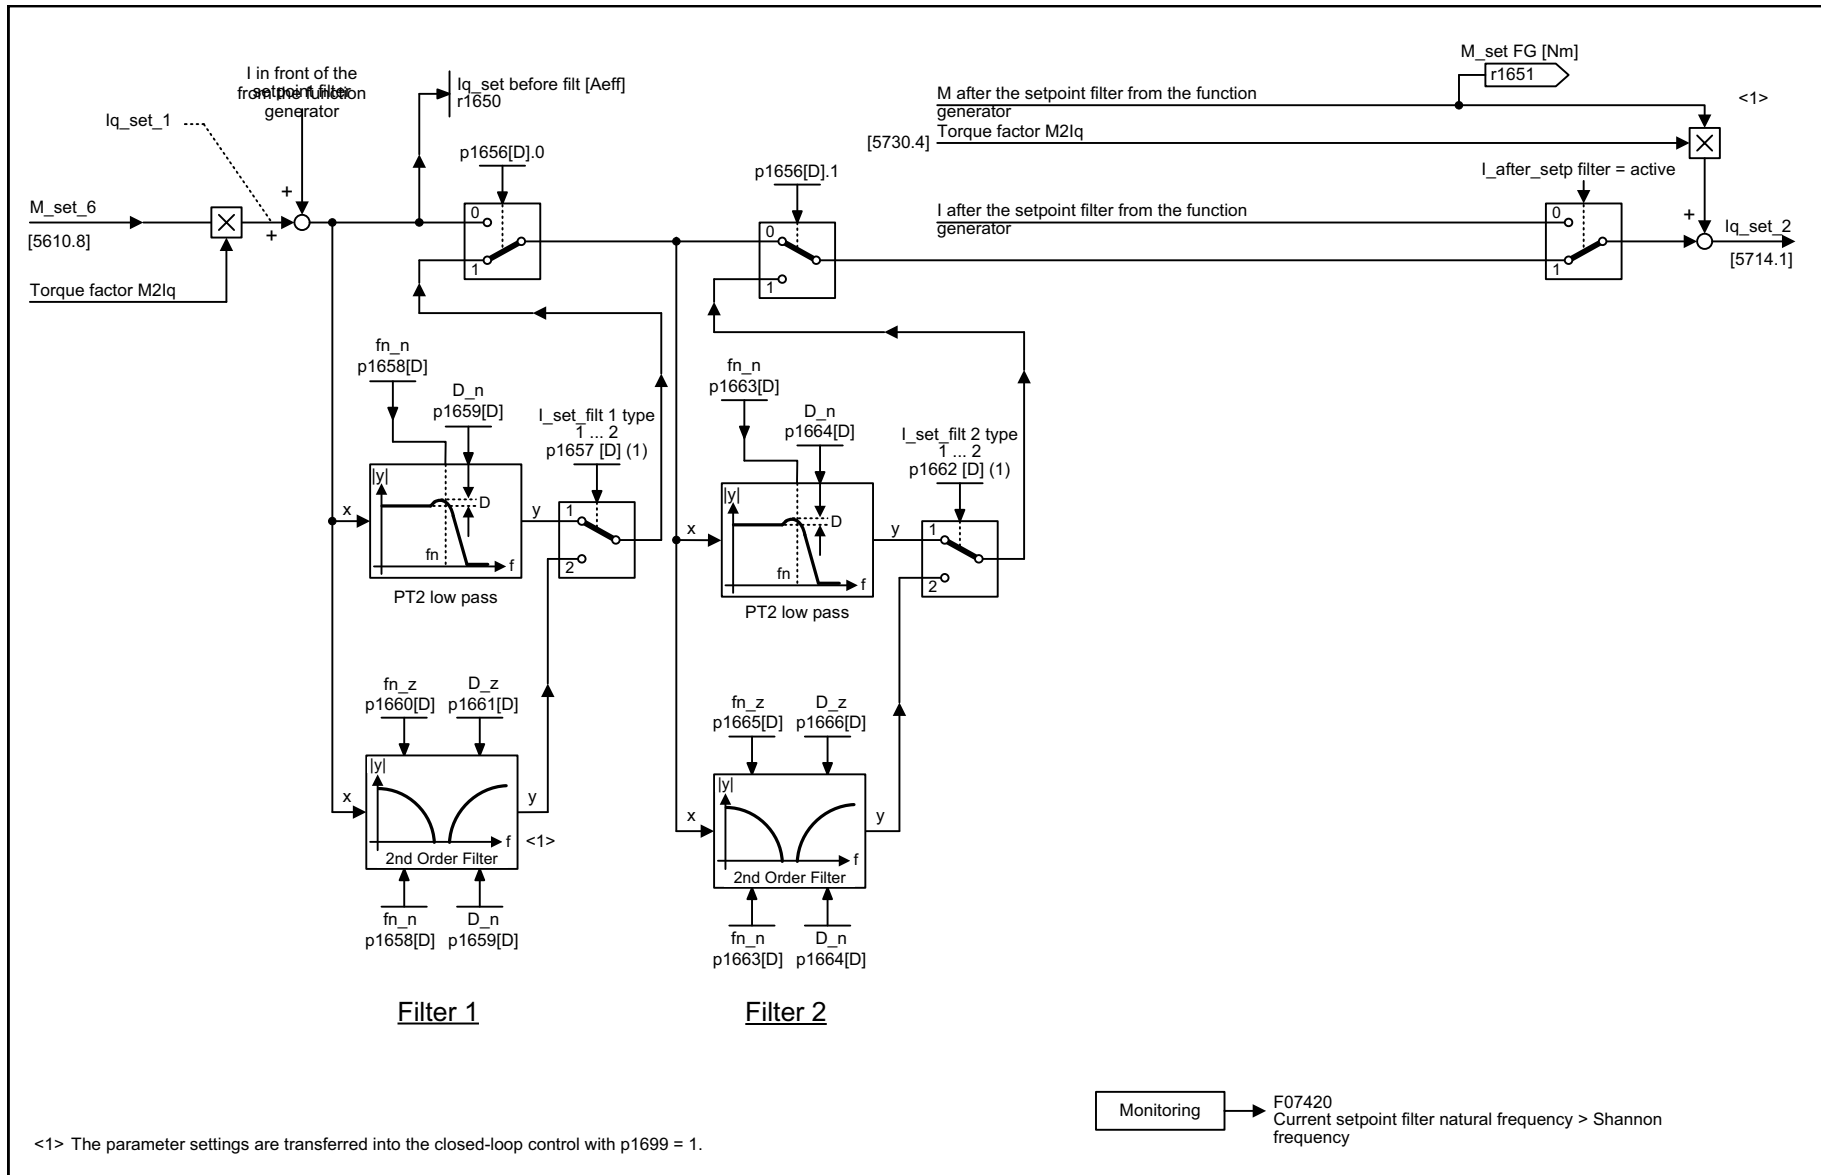 I in front of the
setpoint filter
from the function
generator
Iq_set_1
Iq_set before filt [Aeff]
r1650
M_set FG [Nm]
r1651
M after the setpoint filter from the function
generator
<1>
[5730.4]
Torque factor M2Iq
p1656[D].0
p1656[D].1
I_after_setp filter = active
M_set_6
[5610.8]
+
+
0
1
0
1
I after the setpoint filter from the function
generator
0
1
+
Iq_set_2
[5714.1]
Torque factor M2Iq
fn_n
p1658[D]
D_n
p1659[D]
I_set_filt 1 type
1 ... 2
p1657 [D] (1)
fn_n
p1663[D]
D_n
p1664[D]
I_set_filt 2 type
1 ... 2
p1662 [D] (1)
|y|
D
x
y
fn
f
1
2
PT2 low pass
|y|
D
x
y
fn
f
1
2
PT2 low pass
fn_z
p1660[D]
D_z
p1661[D]
fn_z
p1665[D]
D_z
p1666[D]
|y|
x
y
f
<1>
2nd Order Filter
|y|
x
y
f
2nd Order Filter
fn_n
p1658[D]
D_n
p1659[D]
fn_n
p1663[D]
D_n
p1664[D]
Filter 1
Filter 2
Monitoring
F07420
Current setpoint filter natural frequency > Shannon
frequency
<1> The parameter settings are transferred into the closed-loop control with p1699 = 1.